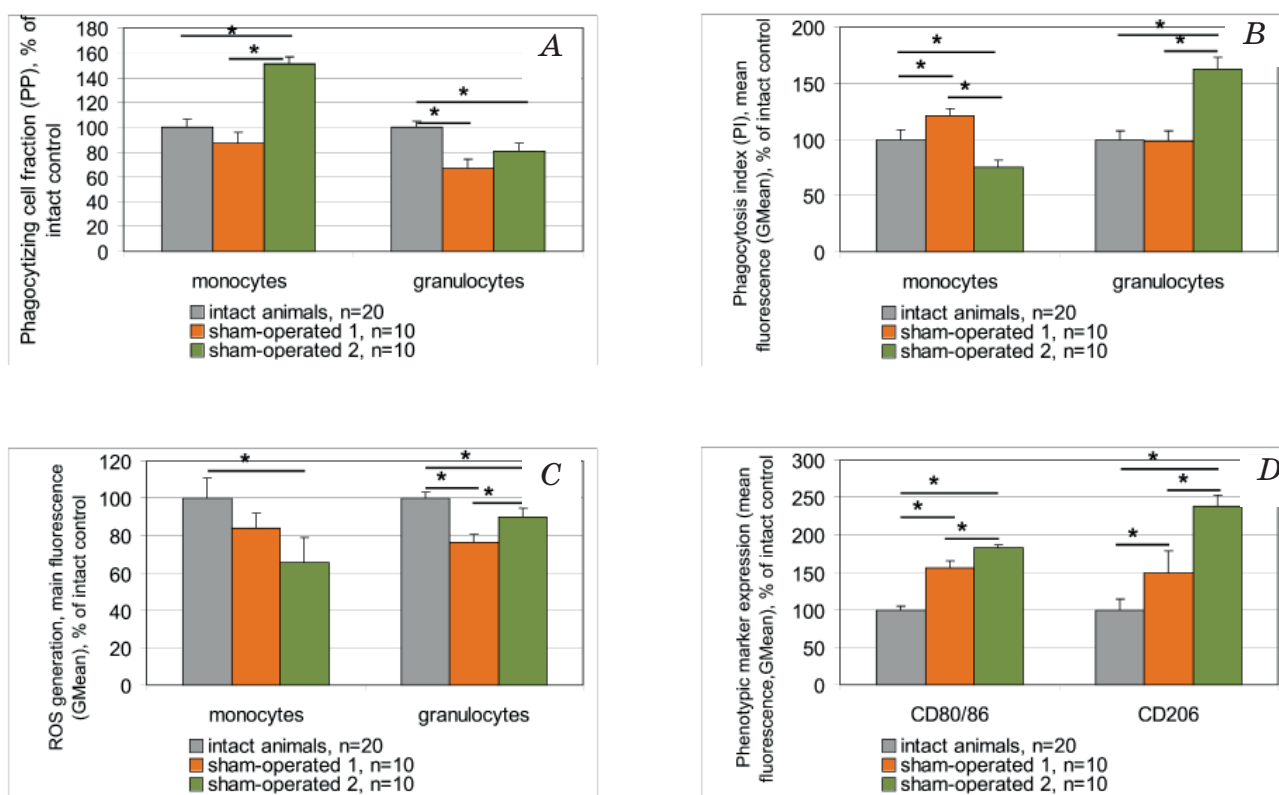 Phagocytizing cell fraction (PP), % of
intact control
180
160
140
120
100
80
60
40
20
0
* * * *
A
monocytes granulocytes
intact animals, n=20
sham-operated 1, n=10
sham-operated 2, n=10
Phagocytosis index (PI), mean
fluorescence (GMean), % of intact control
200
150
100
50
0
* * * * *
B
monocytes granulocytes
intact animals, n=20
sham-operated 1, n=10
sham-operated 2, n=10
ROS generation, main fluorescence
(GMean), % of intact control
120
100
80
60
40
20
0
* * * *
C
monocytes granulocytes
intact animals, n=20
sham-operated 1, n=10
sham-operated 2, n=10
Phenotypic marker expression (mean
fluorescence,GMean), % of intact control
300
250
200
150
100
50
0
* * * * * *
D
CD80/86 CD206
intact animals, n=20
sham-operated 1, n=10
sham-operated 2, n=10